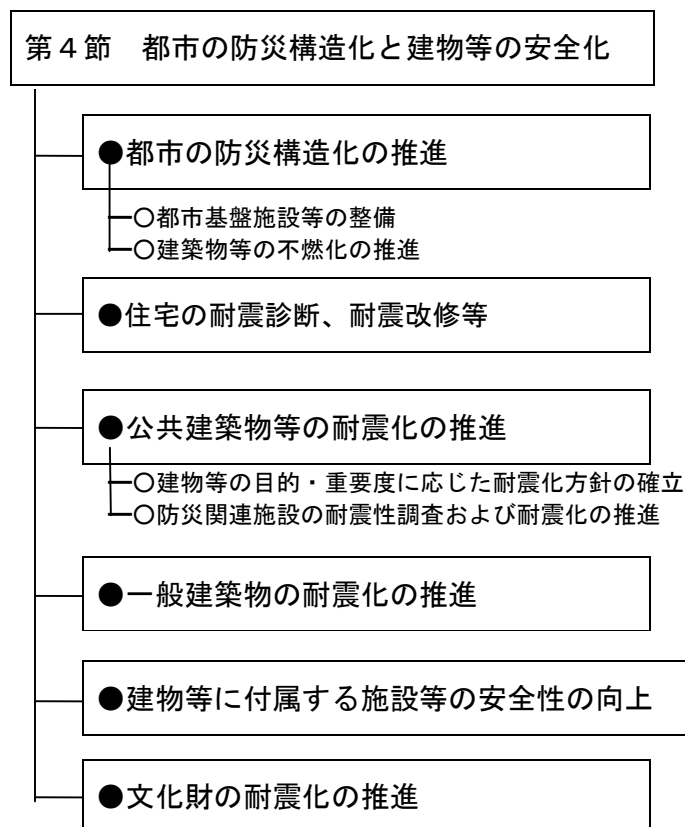 第４節　都市の防災構造化と建物等の安全化
●都市の防災構造化の推進
○都市基盤施設等の整備
○建築物等の不燃化の推進
●住宅の耐震診断、耐震改修等
●公共建築物等の耐震化の推進
○建物等の目的・重要度に応じた耐震化方針の確立
○防災関連施設の耐震性調査および耐震化の推進
●一般建築物の耐震化の推進
●建物等に付属する施設等の安全性の向上
●文化財の耐震化の推進